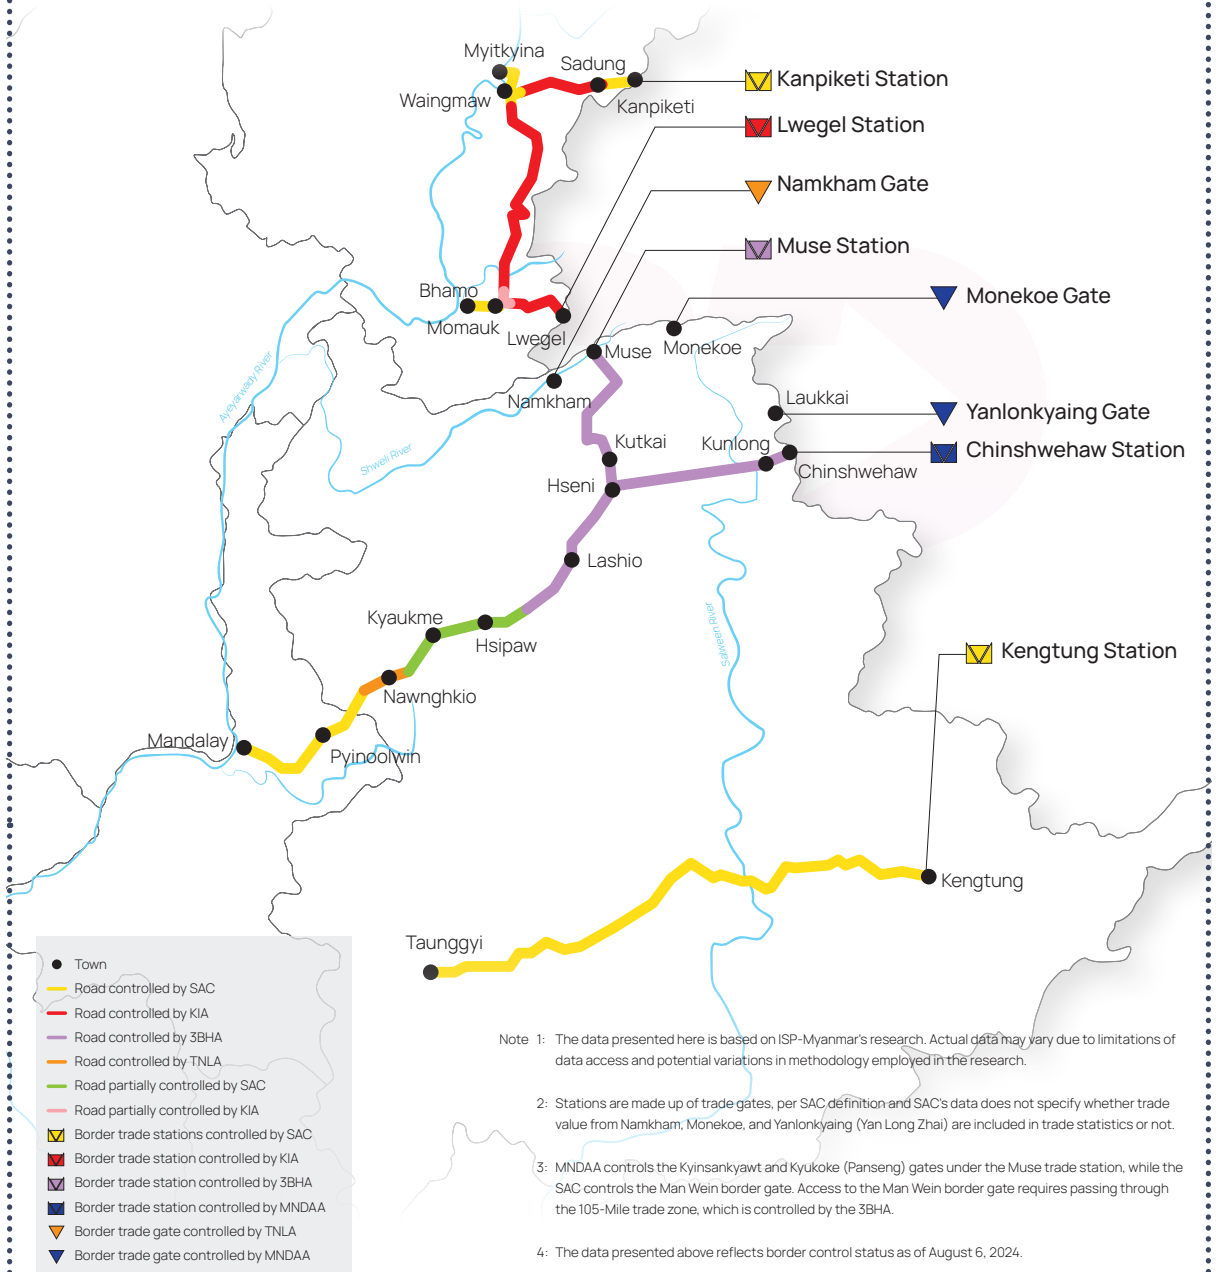 Myitkyina
Sadung
Waingmaw
Kanpiketi
Kanpiketi Station
Lwegel Station
Namkham Gate
Muse Station
Bhamo
Momauk
Lwegel
Monekoe Gate
Muse
Monekoe
Ayeyarwady River
Namkham
Laukkai
Yanlonkyaing Gate
Shweli River
Kutkai
Kunlong
Chinshwehaw Station
Chinshwehaw
Hseni
Lashio
Kyaukme
Hsipaw
Salween River
Kengtung Station
Nawnghkio
Mandalay
Pyinoolwin
Kengtung
Taunggyi
Town
Road controlled by SAC
Road controlled by KIA
Road controlled by 3BHA
Road controlled by TNLA
Road partially controlled by SAC
Road partially controlled by KIA
Border trade stations controlled by SAC
Border trade station controlled by KIA
Border trade station controlled by 3BHA
Border trade station controlled by MNDAA
Border trade gate controlled by TNLA
Border trade gate controlled by MNDAA
Note 1: The data presented here is based on ISP-Myanmar's research. Actual data may vary due to limitations of
data access and potential variations in methodology employed in the research.
2: Stations are made up of trade gates, per SAC definition and SAC's data does not specify whether trade
value from Namkham, Monekoe, and Yanlonkyaing (Yan Long Zhai) are included in trade statistics or not.
3: MNDAA controls the Kyinsankyawt and Kyukoke (Panseng) gates under the Muse trade station, while the
SAC controls the Man Wein border gate. Access to the Man Wein border gate requires passing through
the 105-Mile trade zone, which is controlled by the 3BHA.
4: The data presented above reflects border control status as of August 6, 2024.